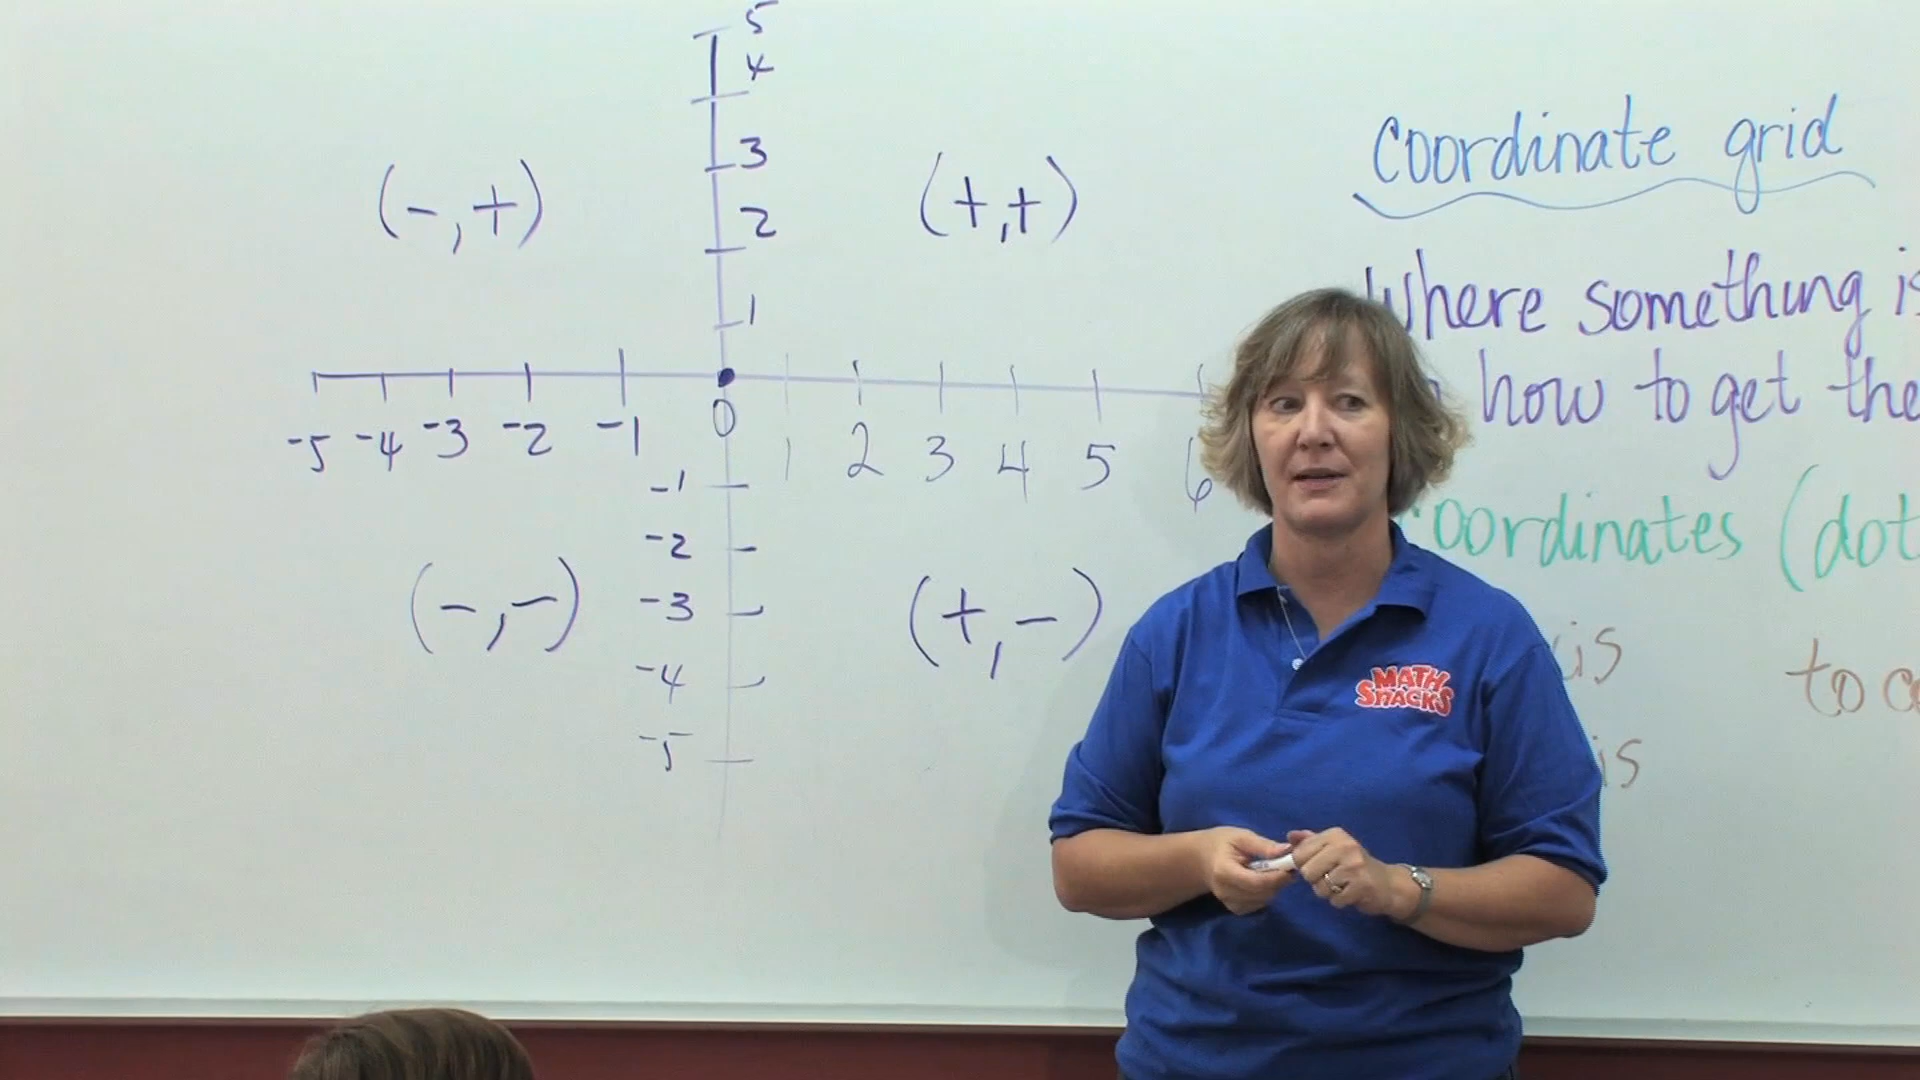 5
4
3
2
1
(-,+)
(+,+)
-5 -4 -3 -2 -1 0 1 2 3 4 5 6
-1
-2
-3
-4
-5
(-,-)
(+,-)
coordinate grid
where something is
how to get the
coordinates (dot
is
to c
is
MATH
SNACKS